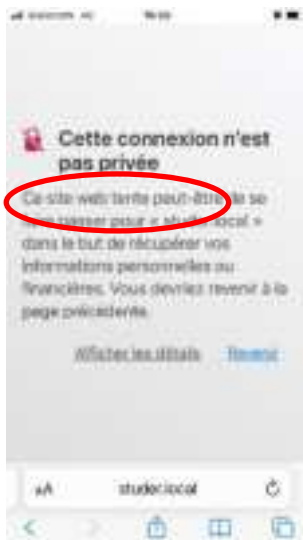 Cette connexion n'est
pas privée
Ce site web tente peut-être de se
faire passer pour « studer.local »
dans le but de récupérer vos
informations personnelles ou
financières. Vous devriez revenir à la
page précédente.
Afficher les détails Revenir
AA studer.local